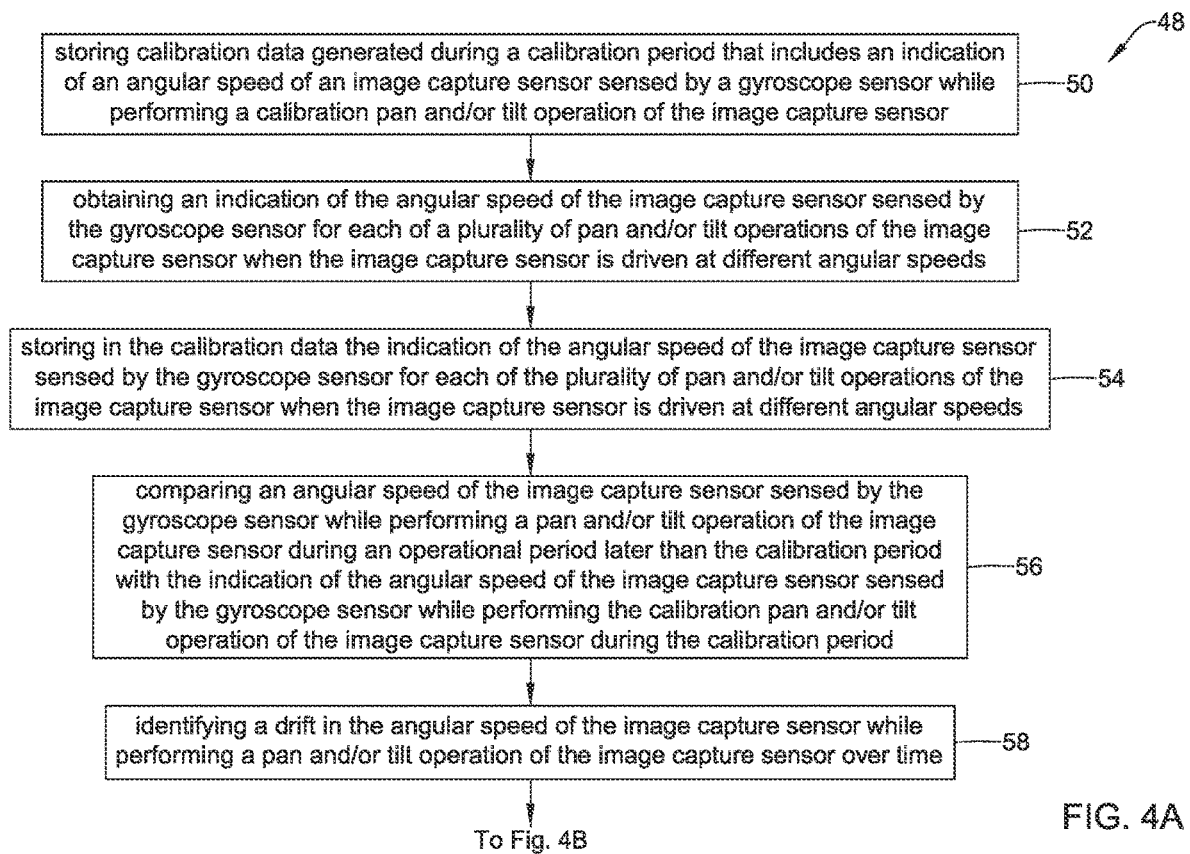 48
storing calibration data generated during a calibration period that includes an indication
of an angular speed of an image capture sensor sensed by a gyroscope sensor while
performing a calibration pan and/or tilt operation of the image capture sensor
50
obtaining an indication of the angular speed of the image capture sensor sensed by
the gyroscope sensor for each of a plurality of pan and/or tilt operations of the image
capture sensor when the image capture sensor is driven at different angular speeds
52
storing in the calibration data the indication of the angular speed of the image capture sensor
sensed by the gyroscope sensor for each of the plurality of pan and/or tilt operations of the
image capture sensor when the image capture sensor is driven at different angular speeds
54
comparing an angular speed of the image capture sensor sensed by the
gyroscope sensor while performing a pan and/or tilt operation of the image
capture sensor during an operational period later than the calibration period
with the indication of the angular speed of the image capture sensor sensed
by the gyroscope sensor while performing the calibration pan and/or tilt
operation of the image capture sensor during the calibration period
56
identifying a drift in the angular speed of the image capture sensor while
performing a pan and/or tilt operation of the image capture sensor over time
58
To Fig. 4B
FIG. 4A